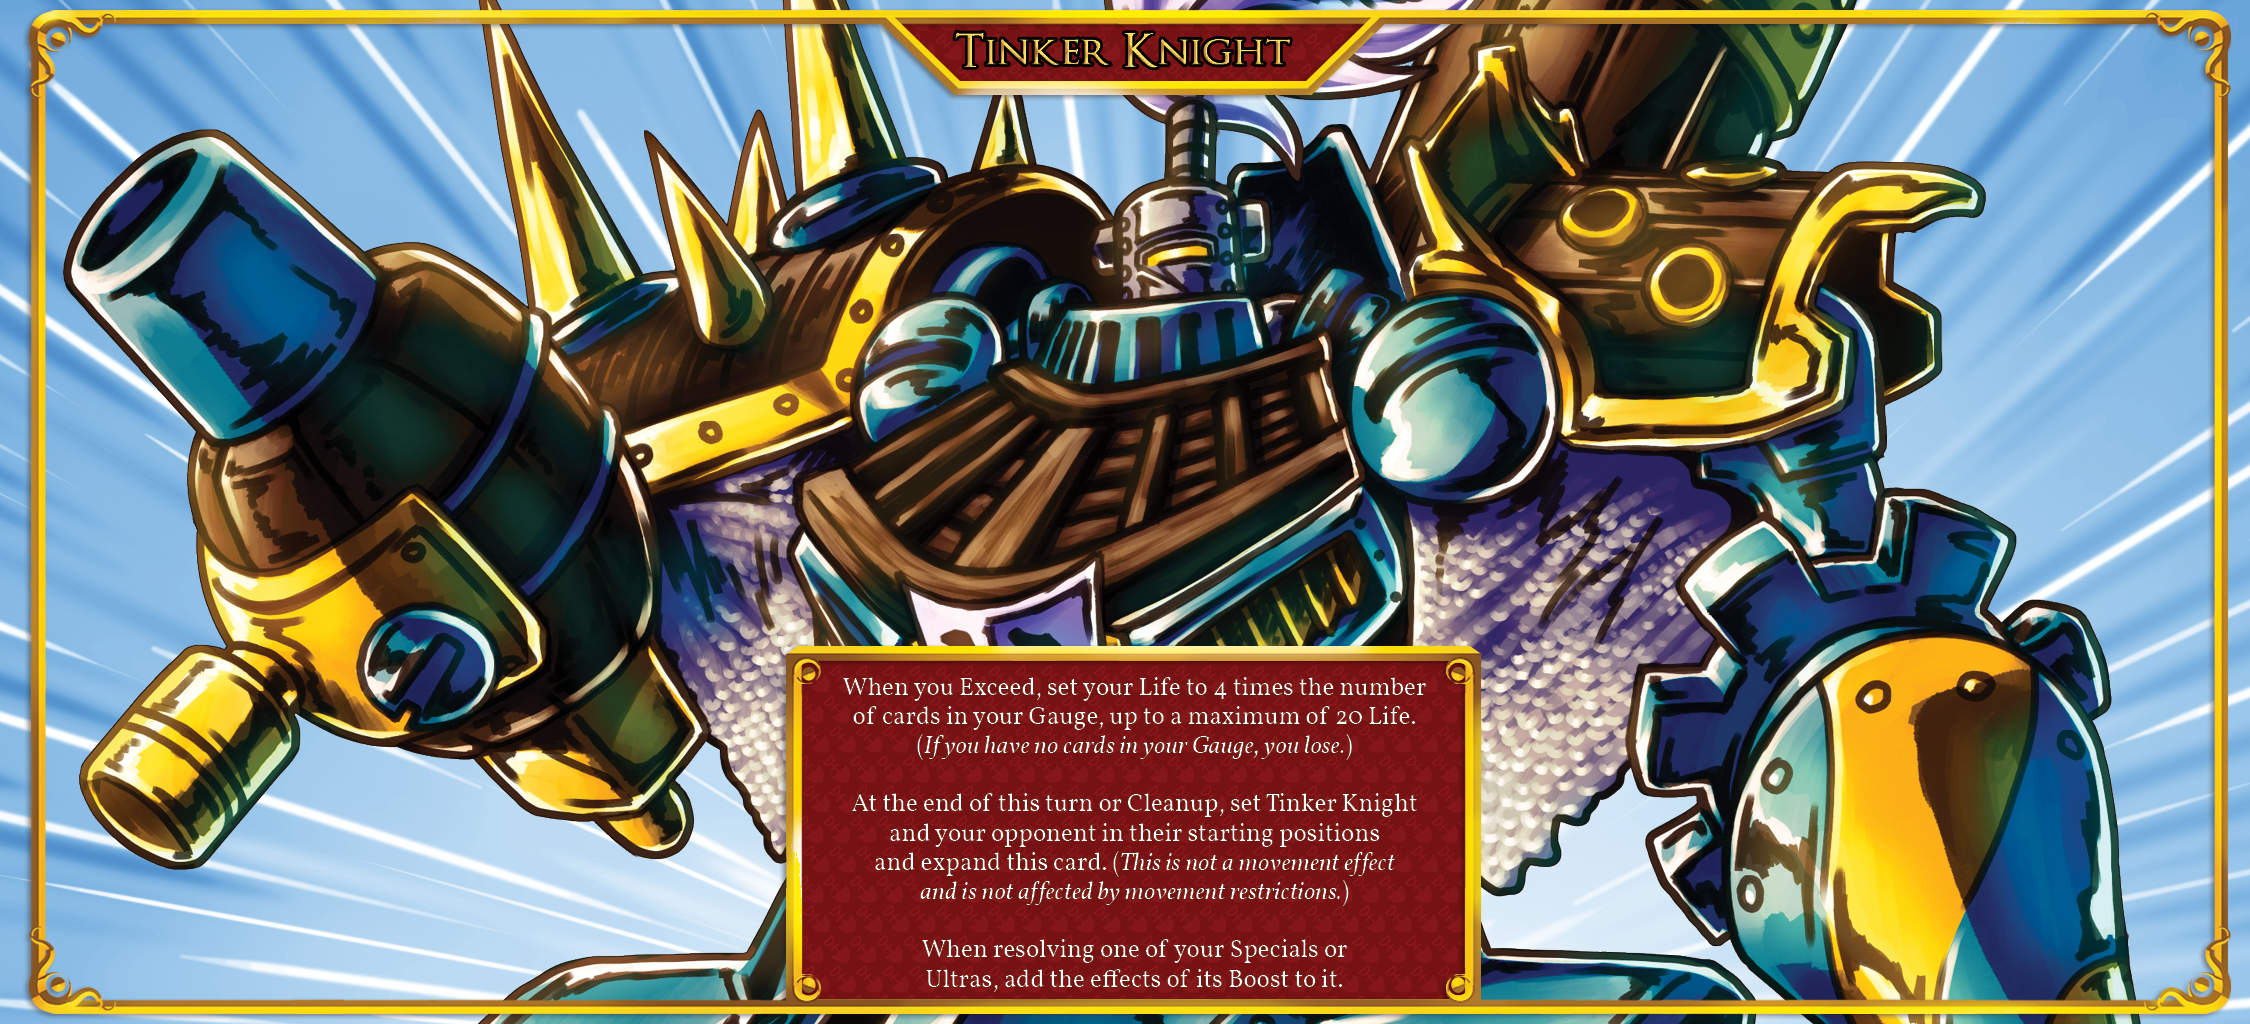 Tinker Knight
When you Exceed, set your Life to 4 times the number
of cards in your Gauge, up to a maximum of 20 Life.
(If you have no cards in your Gauge, you lose.)
At the end of this turn or Cleanup, set Tinker Knight
and your opponent in their starting positions
and expand this card. (This is not a movement effect
and is not affected by movement restrictions.)
When resolving one of your Specials or
Ultras, add the effects of its Boost to it.